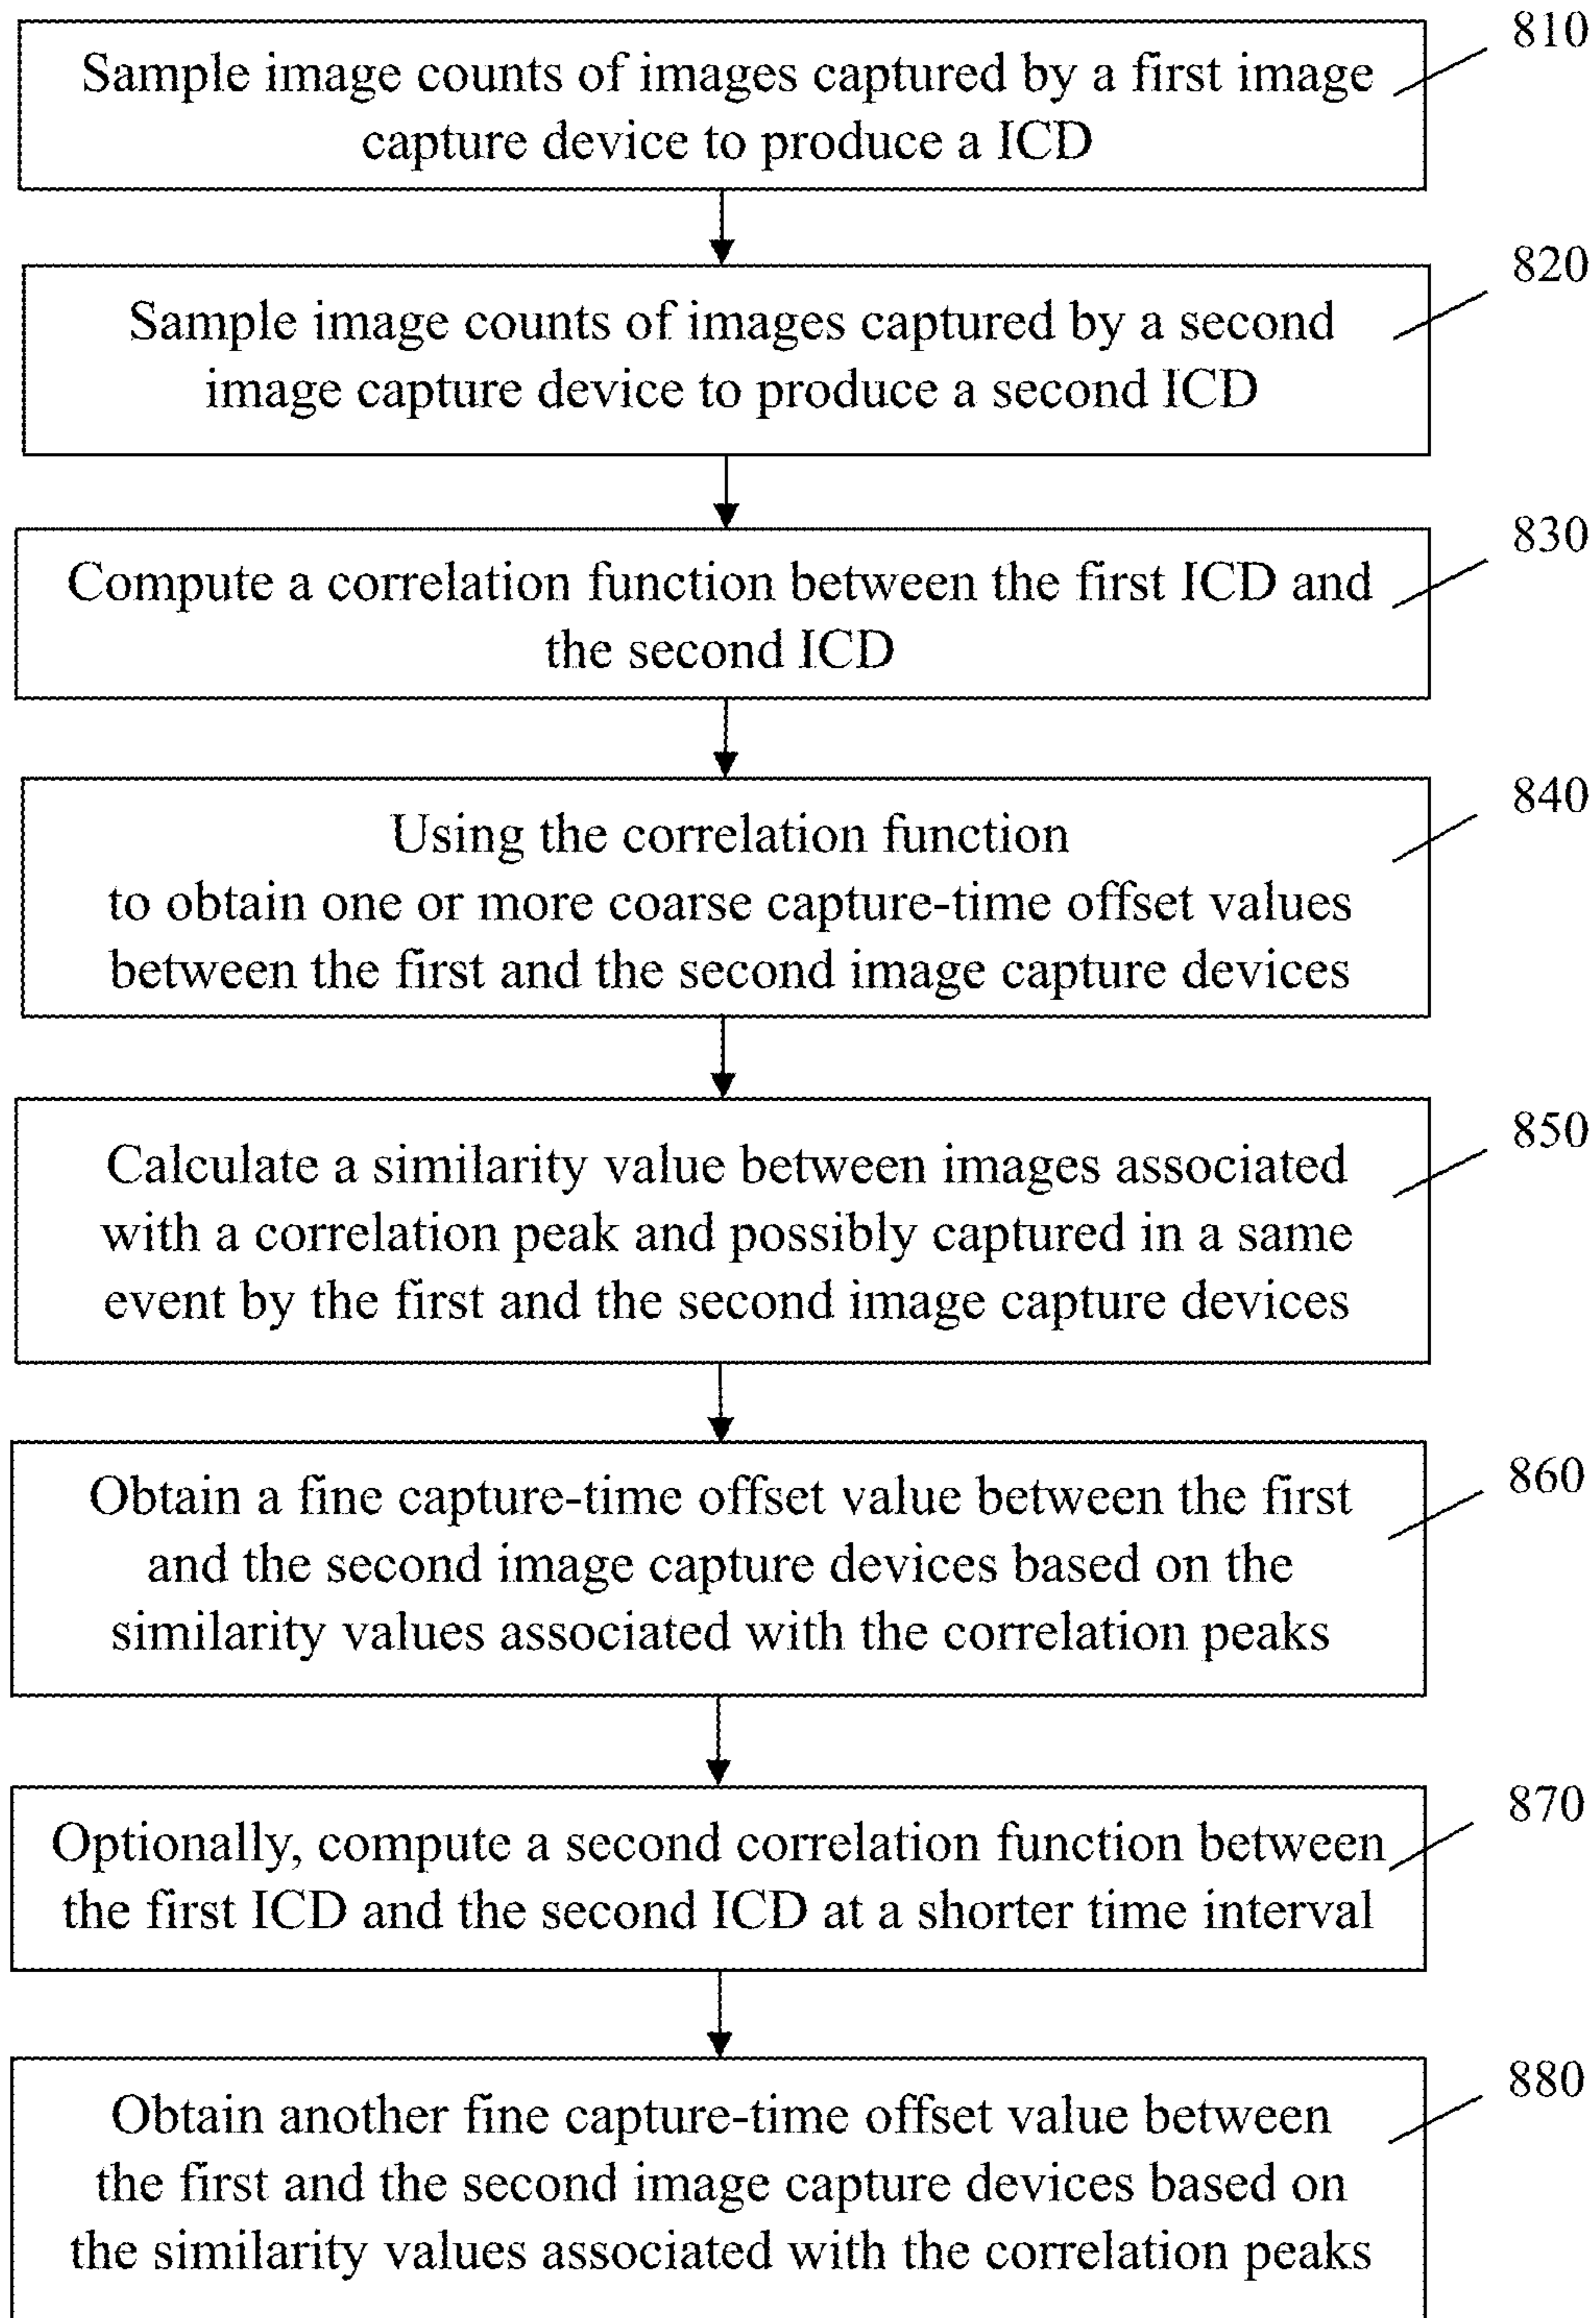 810
Sample image counts of images captured by a first image
capture device to produce a ICD
820
Sample image counts of images captured by a second
image capture device to produce a second ICD
830
Compute a correlation function between the first ICD and
the second ICD
840
Using the correlation function
to obtain one or more coarse capture-time offset values
between the first and the second image capture devices
850
Calculate a similarity value between images associated
with a correlation peak and possibly captured in a same
event by the first and the second image capture devices
860
Obtain a fine capture-time offset value between the first
and the second image capture devices based on the
similarity values associated with the correlation peaks
870
Optionally, compute a second correlation function between
the first ICD and the second ICD at a shorter time interval
880
Obtain another fine capture-time offset value between
the first and the second image capture devices based on
the similarity values associated with the correlation peaks